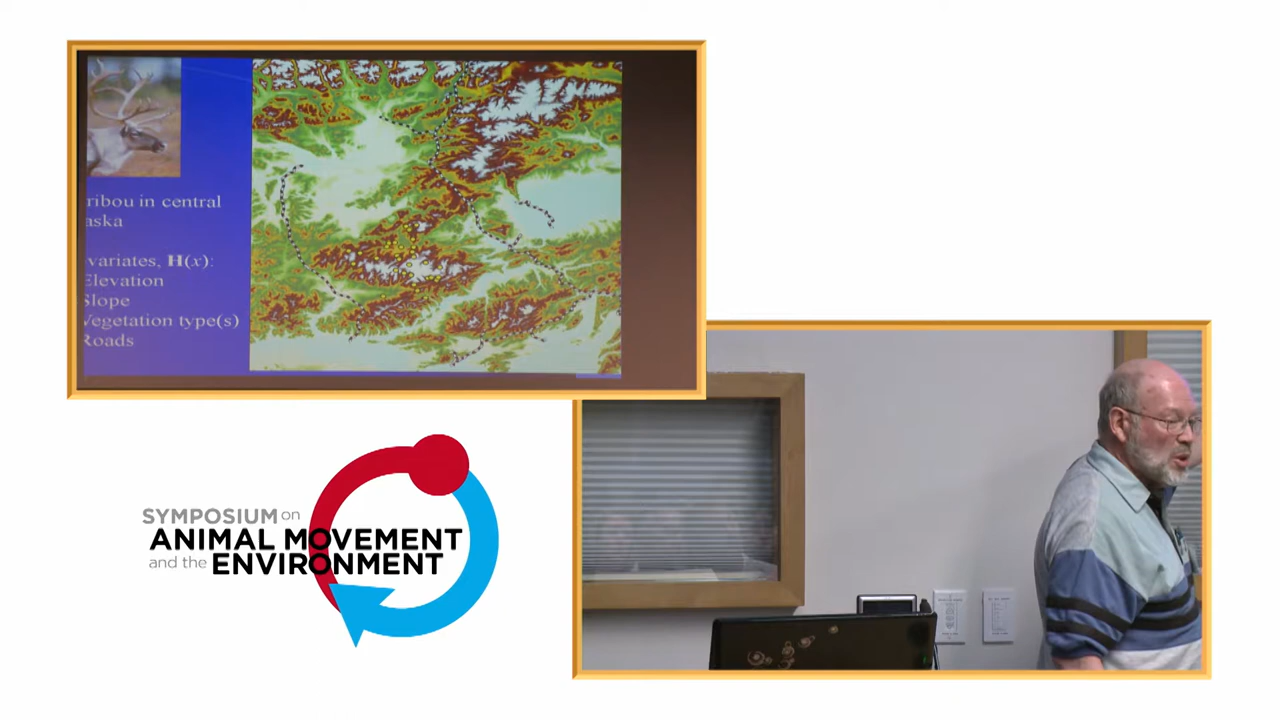 ribou in central
aska
variates, H(x):
Elevation
Slope
Vegetation type(s)
Roads
SYMPOSIUM on
ANIMAL MOVEMENT
and the ENVIRONMENT